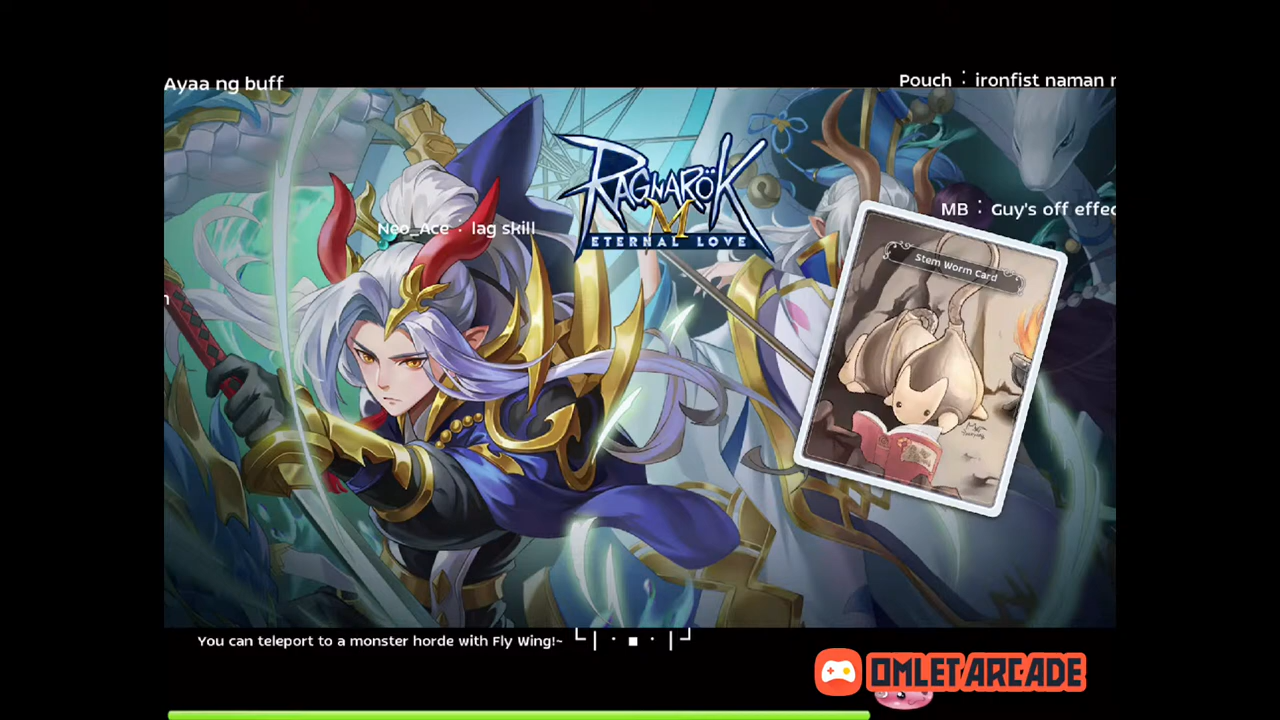 Ayaa ng buff
Pouch : ironfist naman
RAGNARÖK
M
ETERNAL LOVE
MB : Guy's off effec
Neo_Ace : lag skill
Stem Worm Card
You can teleport to a monster horde with Fly Wing!~
OMLET ARCADE